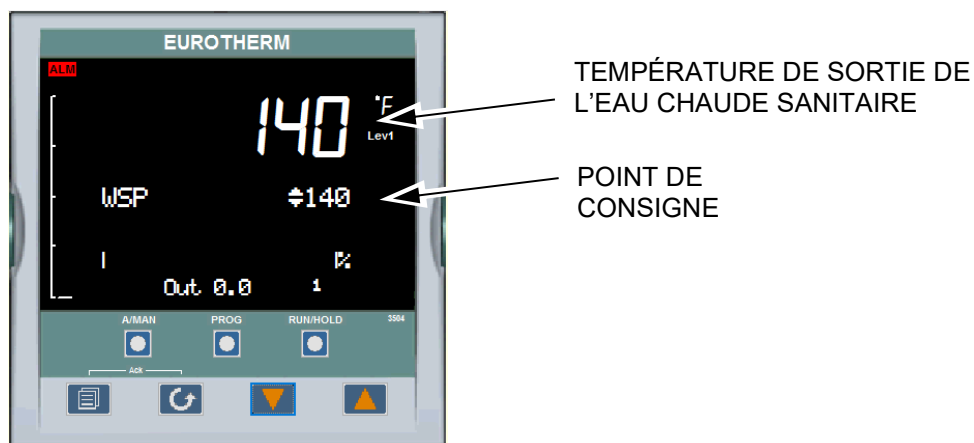 EUROTHERM
ALM
140 °F
Lev1
WSP 140
Out 0.0 1
A/MAN PROG RUN/HOLD 3504
Ack
TEMPÉRATURE DE SORTIE DE
L'EAU CHAUDE SANITAIRE
POINT DE
CONSIGNE